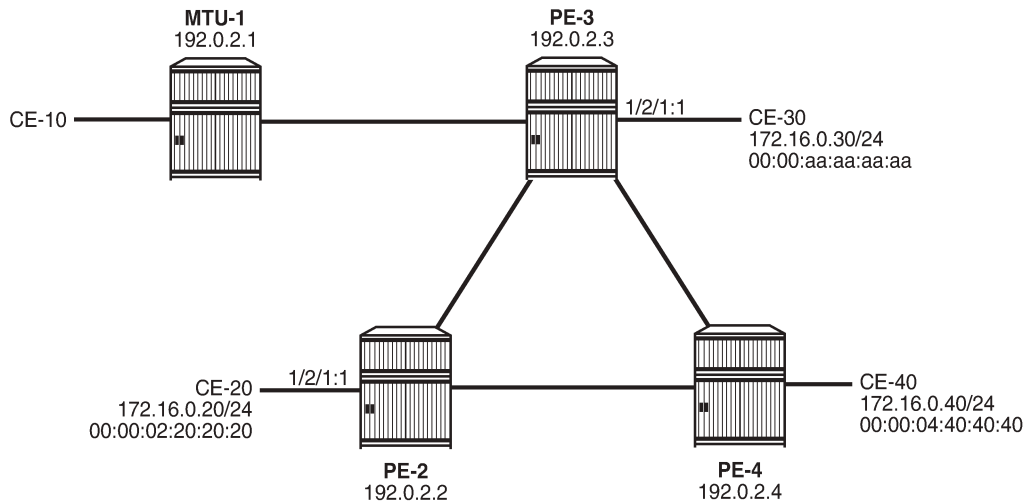 MTU-1
192.0.2.1
PE-3
192.0.2.3
CE-10
1/2/1:1
CE-30
172.16.0.30/24
00:00:aa:aa:aa:aa
1/2/1:1
CE-20
172.16.0.20/24
00:00:02:20:20:20
CE-40
172.16.0.40/24
00:00:04:40:40:40
PE-2
192.0.2.2
PE-4
192.0.2.4